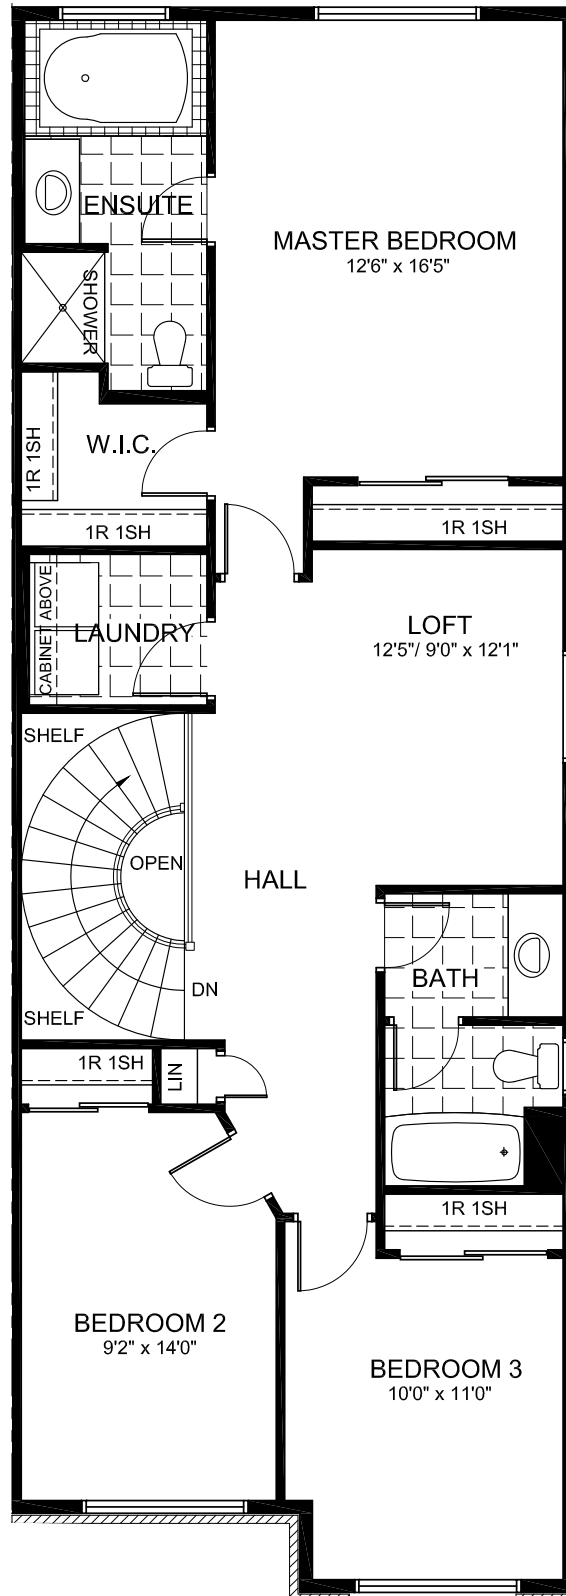 ENSUITE
MASTER BEDROOM
12'6" x 16'5"
SHOWER
W.I.C.
1R 1SH
1R 1SH
1R 1SH
CABINET ABOVE
LAUNDRY
LOFT
12'5"/ 9'0" x 12'1"
SHELF
OPEN
HALL
BATH
DN
SHELF
1R 1SH
LIN
1R 1SH
BEDROOM 2
9'2" x 14'0"
BEDROOM 3
10'0" x 11'0"